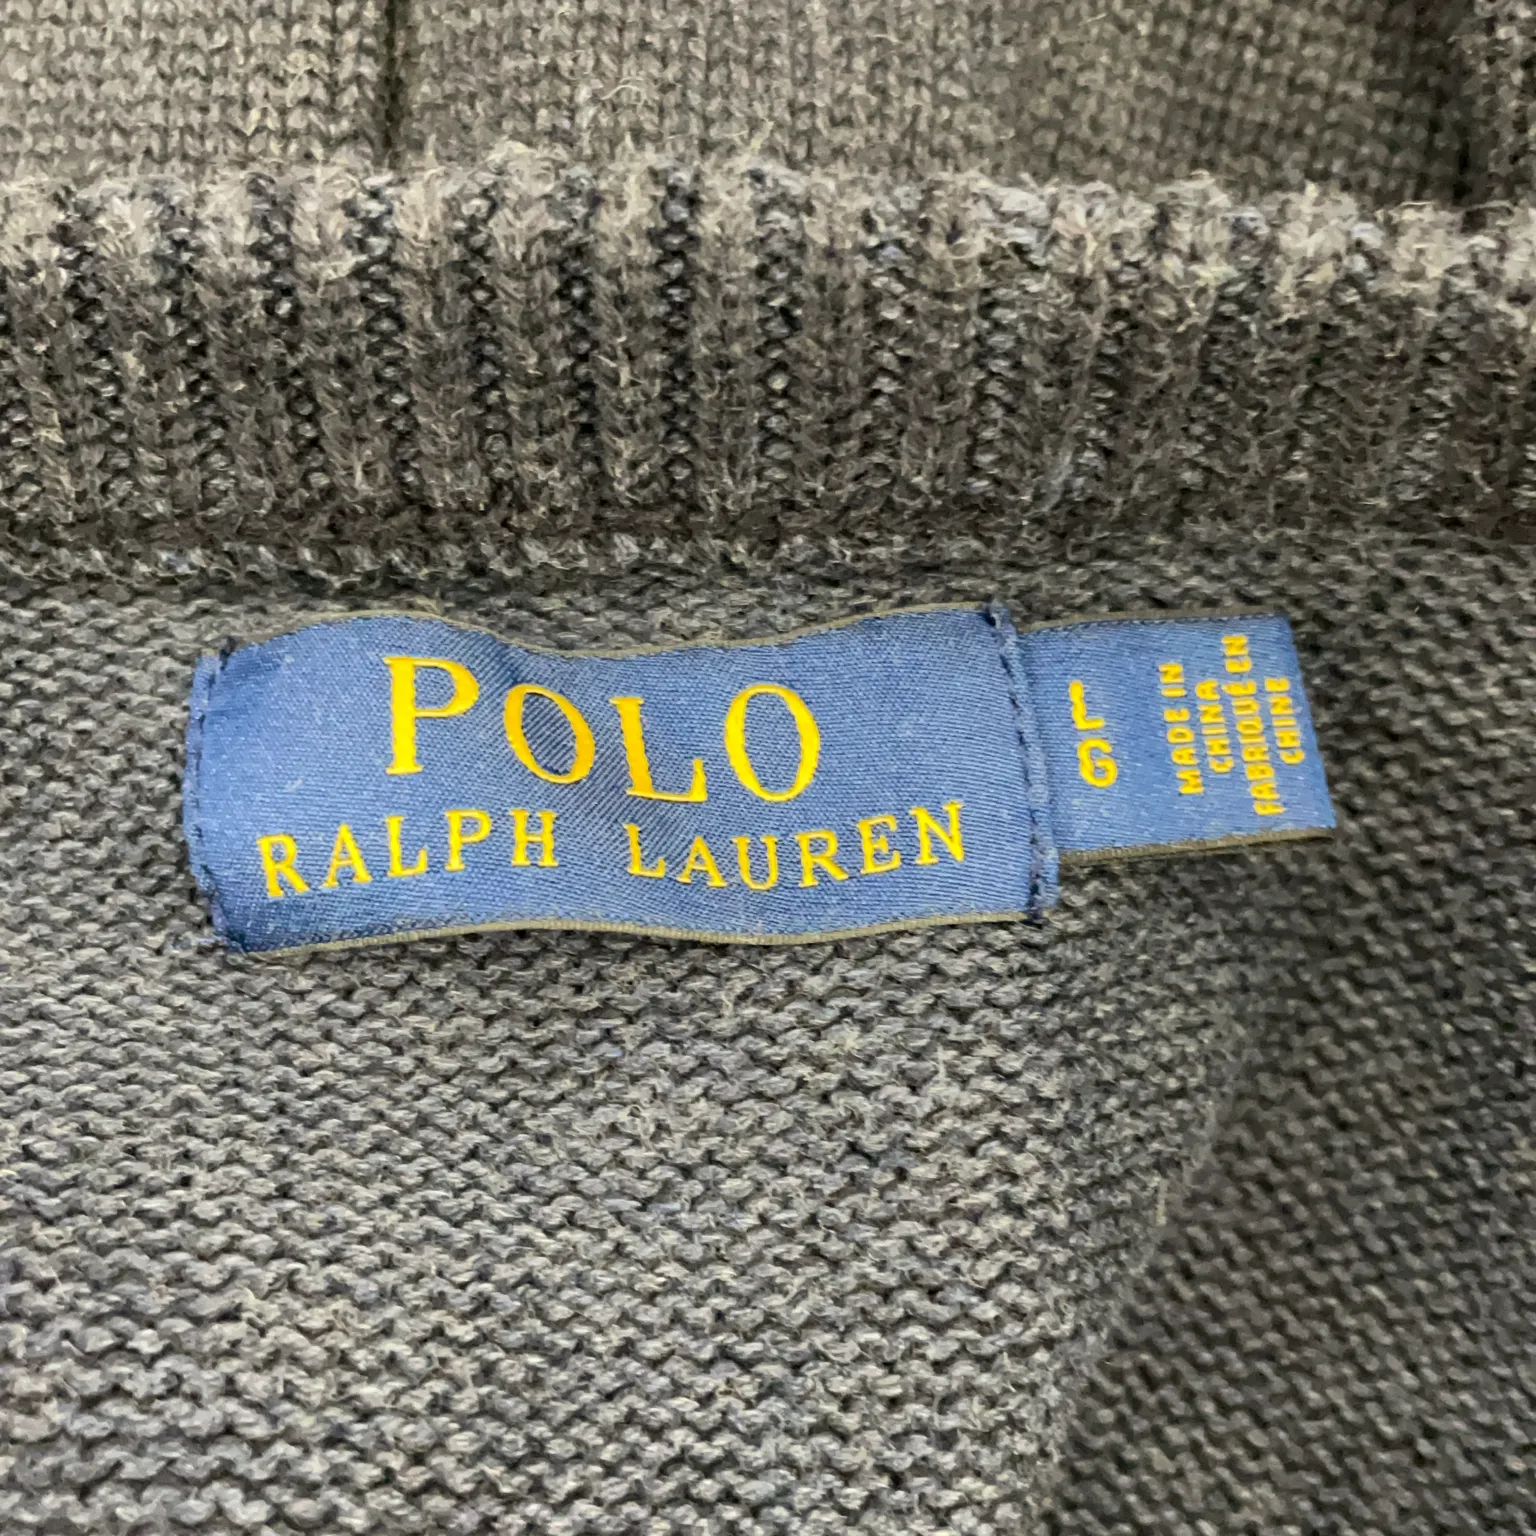 POLO
RALPH LAUREN
L
G
MADE IN
CHINA
FABRIQUÉ EN
CHINE